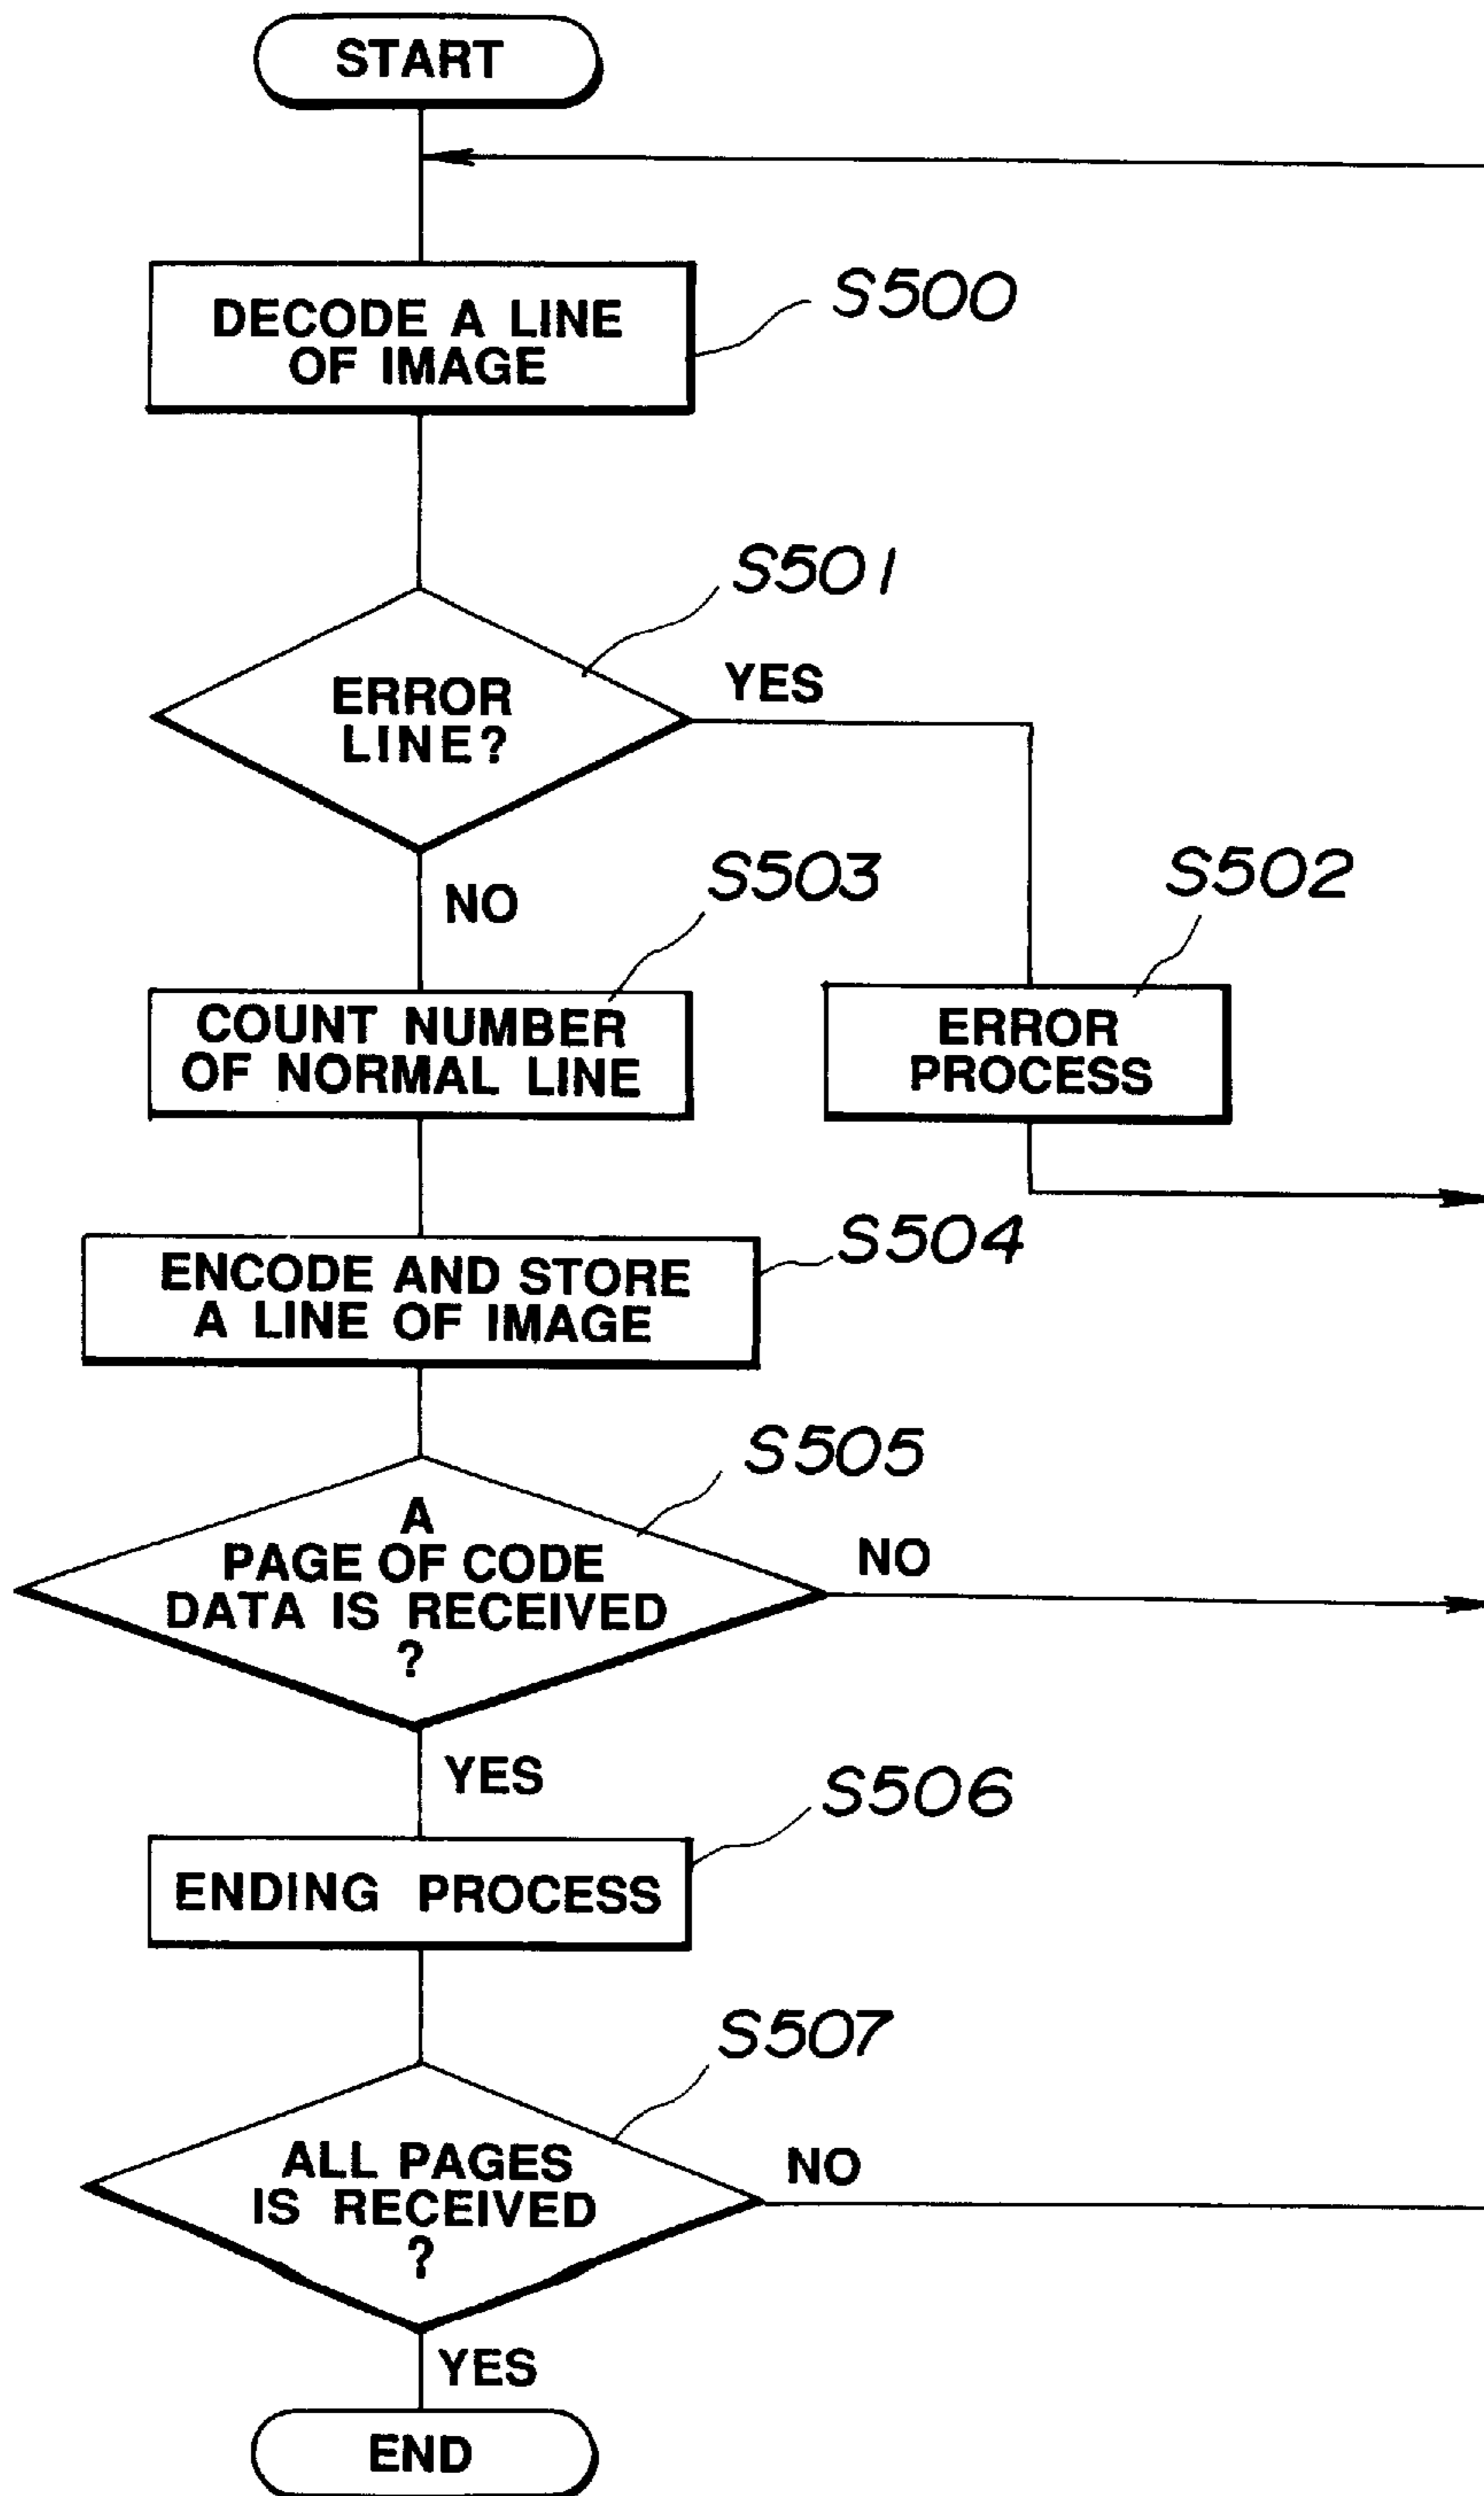 START
DECODE A LINE
OF IMAGE
S500
S501
ERROR
LINE?
YES
NO
S503
S502
COUNT NUMBER
OF NORMAL LINE
ERROR
PROCESS
S504
ENCODE AND STORE
A LINE OF IMAGE
S505
A
PAGE OF CODE
DATA IS RECEIVED
?
NO
YES
S506
ENDING PROCESS
S507
ALL PAGES
IS RECEIVED
?
NO
YES
END